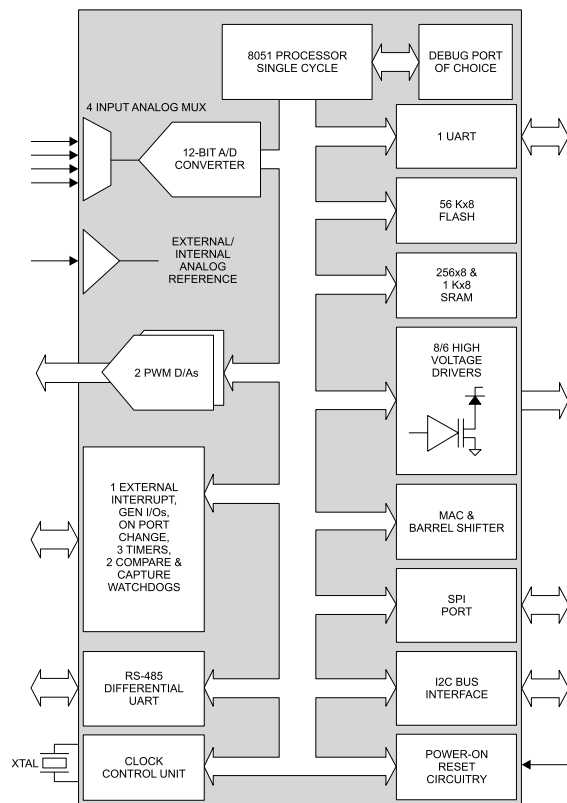 8051 PROCESSOR
SINGLE CYCLE
DEBUG PORT
OF CHOICE
4 INPUT ANALOG MUX
12-BIT A/D
CONVERTER
1 UART
56 Kx8
FLASH
EXTERNAL/
INTERNAL
ANALOG
REFERENCE
256x8 &
1 Kx8
SRAM
2 PWM D/As
8/6 HIGH
VOLTAGE
DRIVERS
1 EXTERNAL
INTERRUPT,
GEN I/Os,
ON PORT
CHANGE,
3 TIMERS,
2 COMPARE &
CAPTURE
WATCHDOGS
MAC &
BARREL SHIFTER
SPI
PORT
RS-485
DIFFERENTIAL
UART
I2C BUS
INTERFACE
XTAL
CLOCK
CONTROL UNIT
POWER-ON
RESET
CIRCUITRY